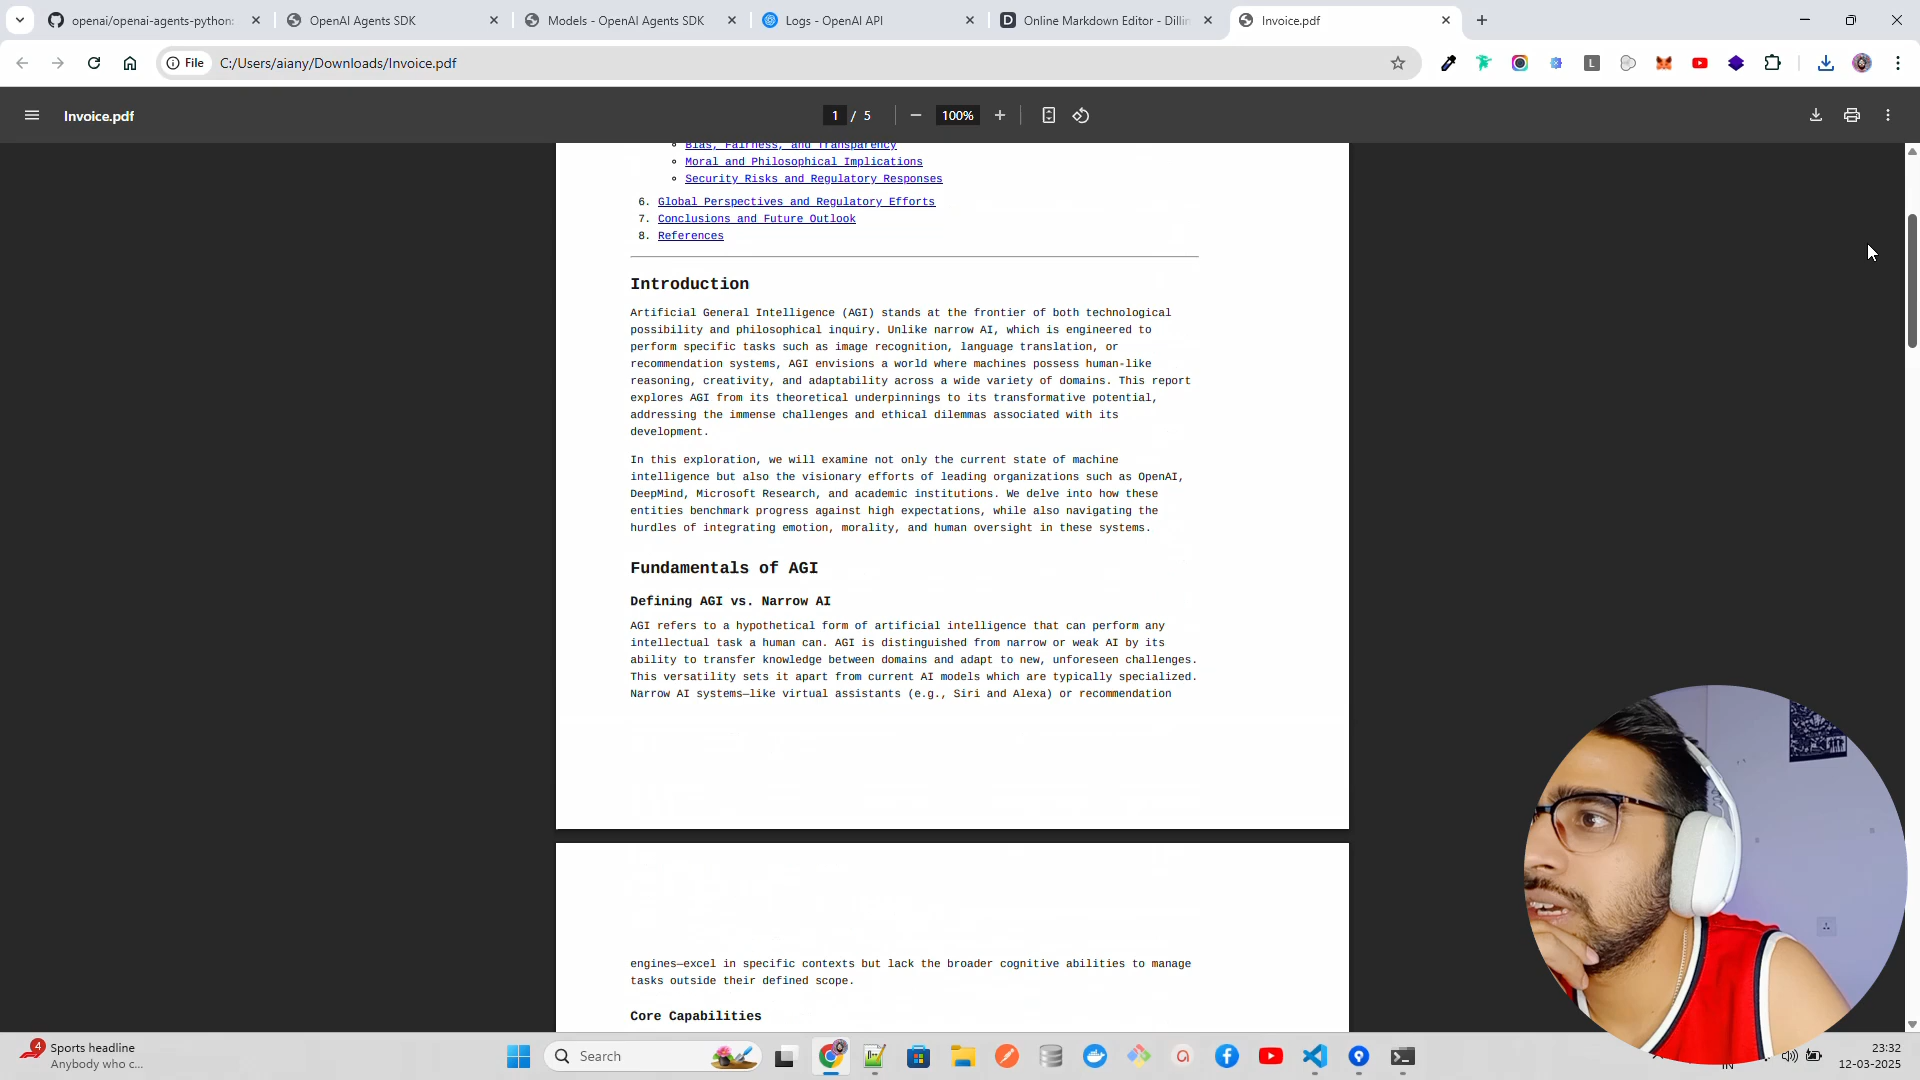 openai/openai-agents-python:
OpenAI Agents SDK
Models - OpenAI Agents SDK
Logs - OpenAI API
Online Markdown Editor - Dillin
Invoice.pdf
File
C:/Users/aiany/Downloads/Invoice.pdf
Invoice.pdf
1 / 5
100%
Bias, Fairness, and Transparency
Moral and Philosophical Implications
Security Risks and Regulatory Responses
6. Global Perspectives and Regulatory Efforts
7. Conclusions and Future Outlook
8. References
Introduction
Artificial General Intelligence (AGI) stands at the frontier of both technological
possibility and philosophical inquiry. Unlike narrow AI, which is engineered to
perform specific tasks such as image recognition, language translation, or
recommendation systems, AGI envisions a world where machines possess human-like
reasoning, creativity, and adaptability across a wide variety of domains. This report
explores AGI from its theoretical underpinnings to its transformative potential,
addressing the immense challenges and ethical dilemmas associated with its
development.
In this exploration, we will examine not only the current state of machine
intelligence but also the visionary efforts of leading organizations such as OpenAI,
DeepMind, Microsoft Research, and academic institutions. We delve into how these
entities benchmark progress against high expectations, while also navigating the
hurdles of integrating emotion, morality, and human oversight in these systems.
Fundamentals of AGI
Defining AGI vs. Narrow AI
AGI refers to a hypothetical form of artificial intelligence that can perform any
intellectual task a human can. AGI is distinguished from narrow or weak AI by its
ability to transfer knowledge between domains and adapt to new, unforeseen challenges.
This versatility sets it apart from current AI models which are typically specialized.
Narrow AI systems—like virtual assistants (e.g., Siri and Alexa) or recommendation
engines—excel in specific contexts but lack the broader cognitive abilities to manage
tasks outside their defined scope.
Core Capabilities
4
Sports headline
Anybody who c...
Search
IN
23:32
12-03-2025